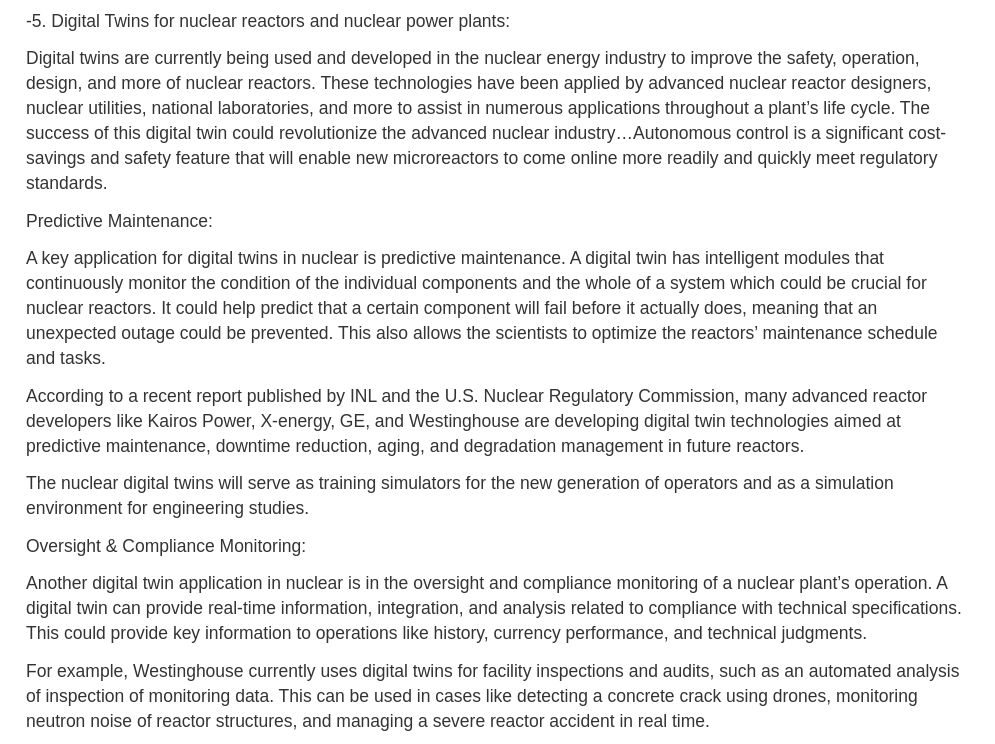 -5. Digital Twins for nuclear reactors and nuclear power plants:
Digital twins are currently being used and developed in the nuclear energy industry to improve the safety, operation,
design, and more of nuclear reactors. These technologies have been applied by advanced nuclear reactor designers,
nuclear utilities, national laboratories, and more to assist in numerous applications throughout a plant’s life cycle. The
success of this digital twin could revolutionize the advanced nuclear industry…Autonomous control is a significant cost-
savings and safety feature that will enable new microreactors to come online more readily and quickly meet regulatory
standards.
Predictive Maintenance:
A key application for digital twins in nuclear is predictive maintenance. A digital twin has intelligent modules that
continuously monitor the condition of the individual components and the whole of a system which could be crucial for
nuclear reactors. It could help predict that a certain component will fail before it actually does, meaning that an
unexpected outage could be prevented. This also allows the scientists to optimize the reactors’ maintenance schedule
and tasks.
According to a recent report published by INL and the U.S. Nuclear Regulatory Commission, many advanced reactor
developers like Kairos Power, X-energy, GE, and Westinghouse are developing digital twin technologies aimed at
predictive maintenance, downtime reduction, aging, and degradation management in future reactors.
The nuclear digital twins will serve as training simulators for the new generation of operators and as a simulation
environment for engineering studies.
Oversight & Compliance Monitoring:
Another digital twin application in nuclear is in the oversight and compliance monitoring of a nuclear plant’s operation. A
digital twin can provide real-time information, integration, and analysis related to compliance with technical specifications.
This could provide key information to operations like history, currency performance, and technical judgments.
For example, Westinghouse currently uses digital twins for facility inspections and audits, such as an automated analysis
of inspection of monitoring data. This can be used in cases like detecting a concrete crack using drones, monitoring
neutron noise of reactor structures, and managing a severe reactor accident in real time.